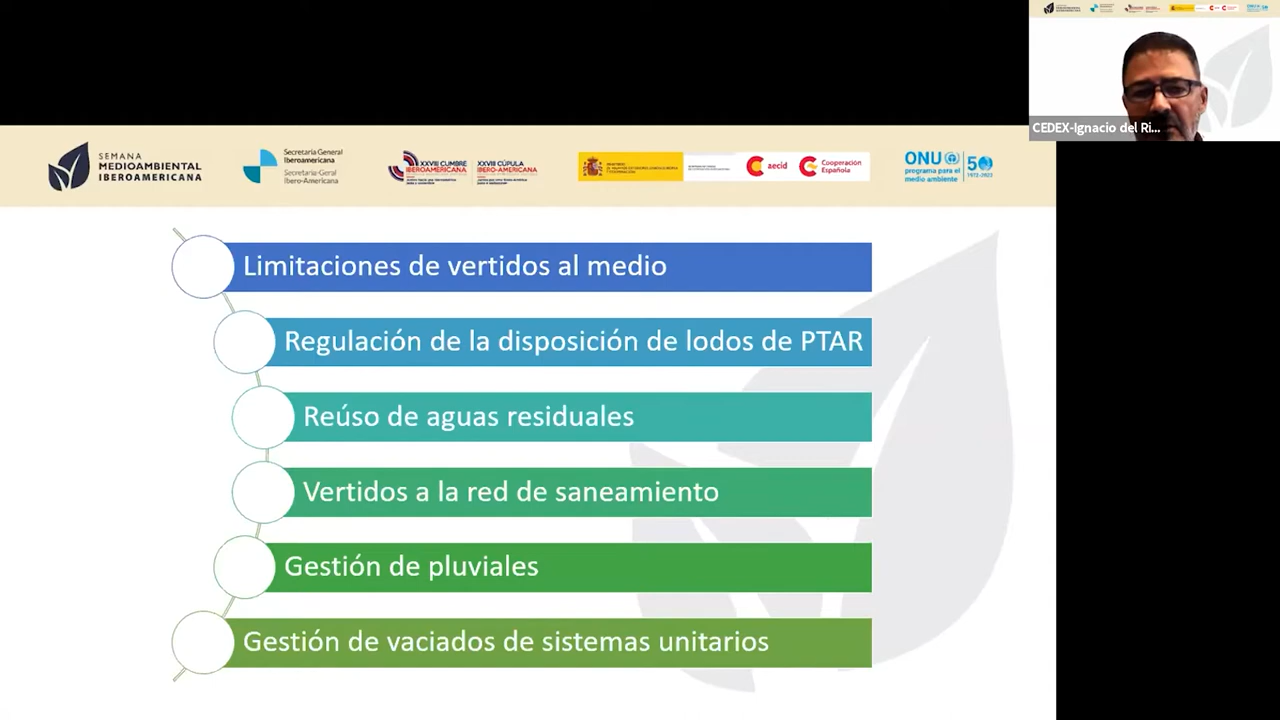 CEDEX-Ignacio del Ri...
SEMANA
MEDIOAMBIENTAL
IBEROAMERICANA
Secretaría General
Iberoamericana
Secretaria-Geral
Ibero-Americana
XXVIII CUMBRE
IBEROAMERICANA
XXVIII CÚPULA
IBERO-AMERICANA
aecid
Cooperación
Española
ONU
programa para el
medio ambiente
50
1972-2022
Limitaciones de vertidos al medio
Regulación de la disposición de lodos de PTAR
Reúso de aguas residuales
Vertidos a la red de saneamiento
Gestión de pluviales
Gestión de vaciados de sistemas unitarios